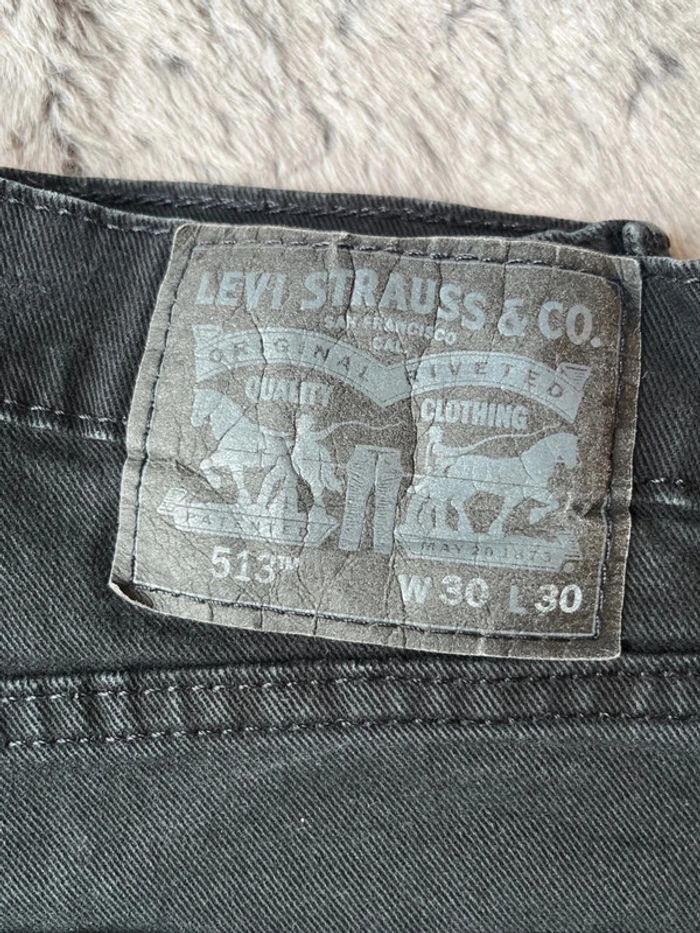 LEVI STRAUSS & CO.
SAN FRANCISCO
CAL
ORIGINAL RIVETED
QUALITY CLOTHING
PATENTED MAY 20 1873
513™
W 30 L 30